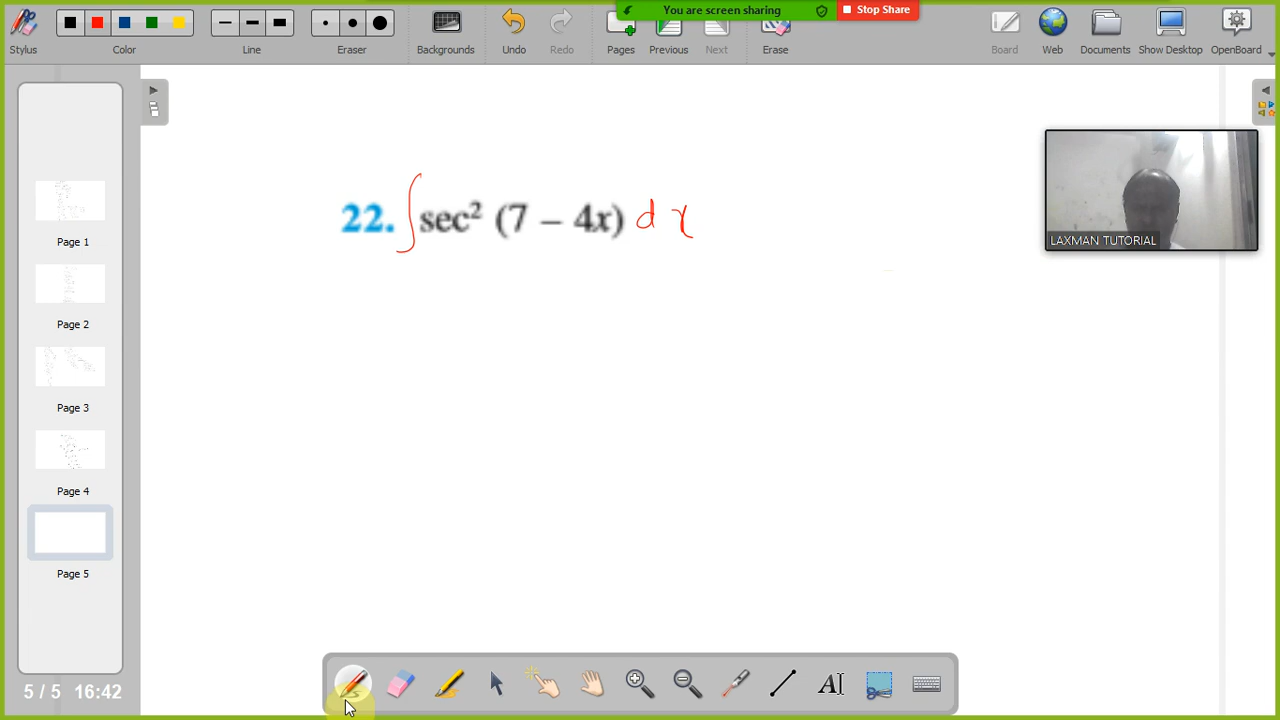 You are screen sharing Stop Share
Stylus Color Line Eraser Backgrounds Undo Redo Pages Previous Next Erase Board Web Documents Show Desktop OpenBoard
22. ∫ sec² (7 – 4x) d x
LAXMAN TUTORIAL
Page 1
Page 2
Page 3
Page 4
Page 5
5 / 5 16:42
AI